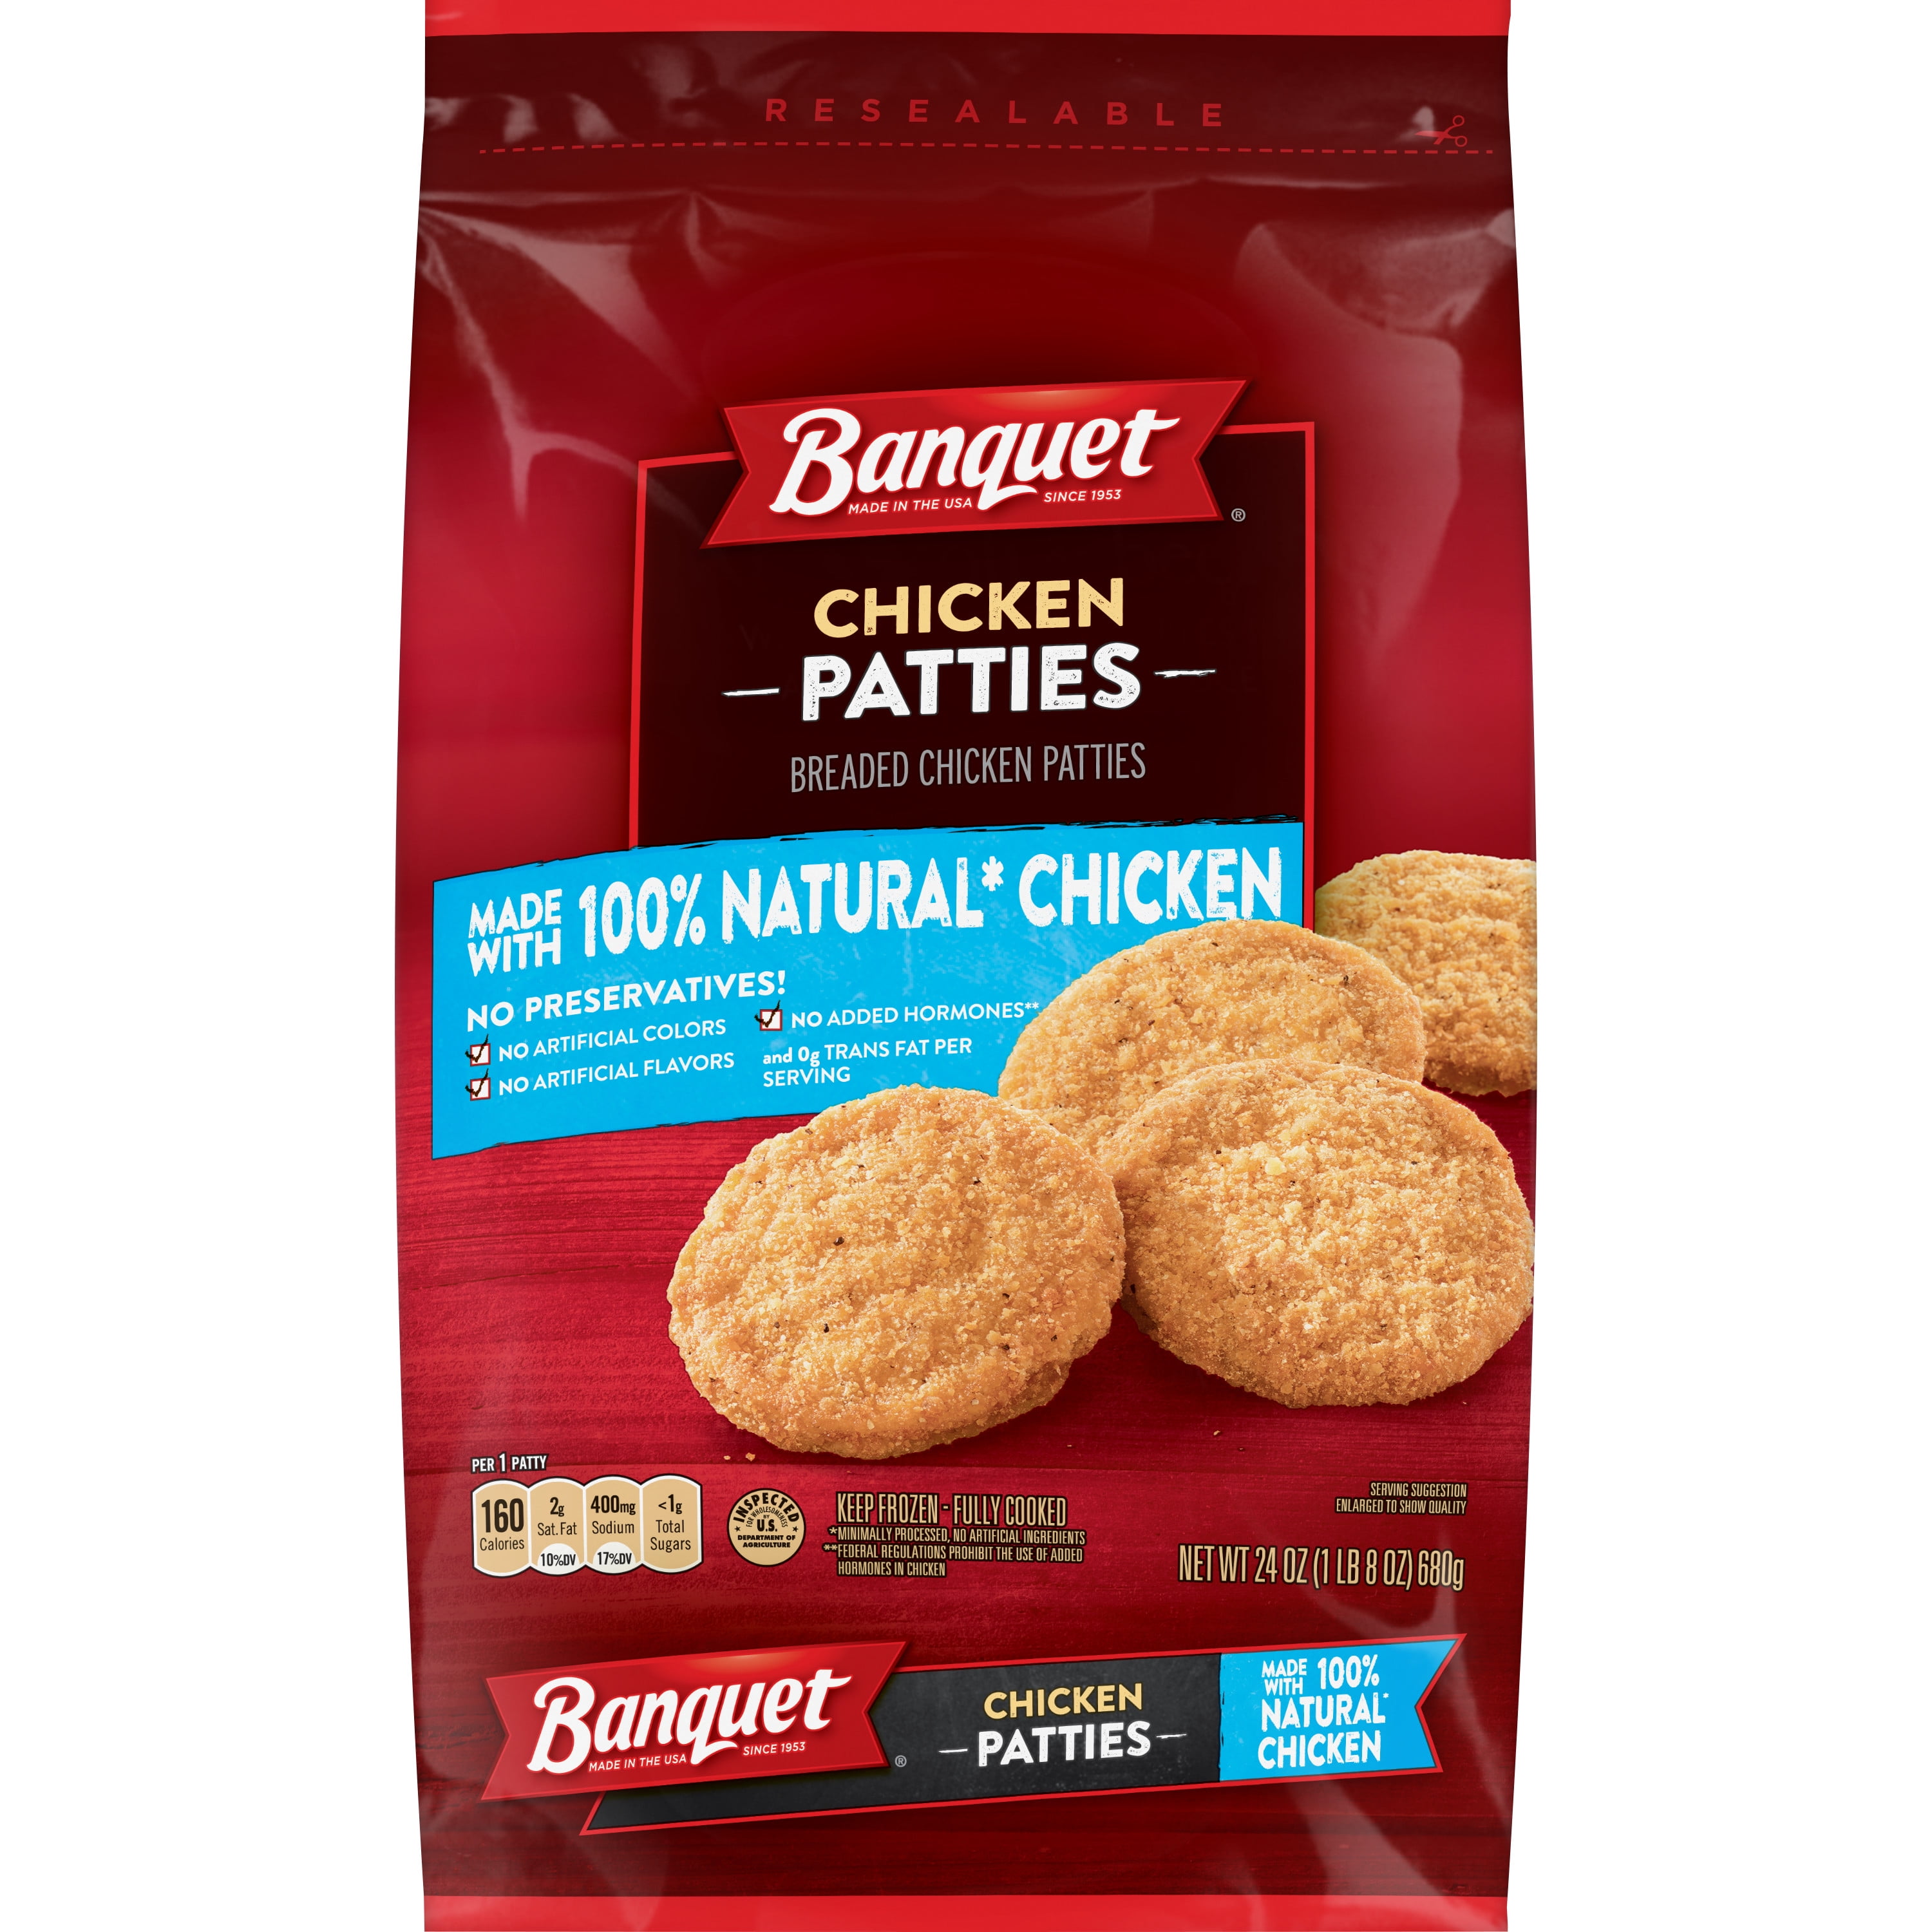 RESEALABLE
Banquet
MADE IN THE USA SINCE 1953
®
CHICKEN
PATTIES
BREADED CHICKEN PATTIES
MADE WITH 100% NATURAL* CHICKEN
NO PRESERVATIVES!
NO ARTIFICIAL COLORS
NO ARTIFICIAL FLAVORS
NO ADDED HORMONES**
and 0g TRANS FAT PER
SERVING
PER 1 PATTY
160 Calories
2g Sat. Fat 10%DV
400mg Sodium 17%DV
<1g Total Sugars
INSPECTED
FOR WHOLESOMENESS
BY
U.S.
DEPARTMENT OF
AGRICULTURE
KEEP FROZEN - FULLY COOKED
*MINIMALLY PROCESSED, NO ARTIFICIAL INGREDIENTS
**FEDERAL REGULATIONS PROHIBIT THE USE OF ADDED
HORMONES IN CHICKEN
SERVING SUGGESTION
ENLARGED TO SHOW QUALITY
NET WT 24 OZ (1 LB 8 OZ) 680g
Banquet
MADE IN THE USA SINCE 1953
®
CHICKEN
PATTIES
MADE WITH 100%
NATURAL*
CHICKEN